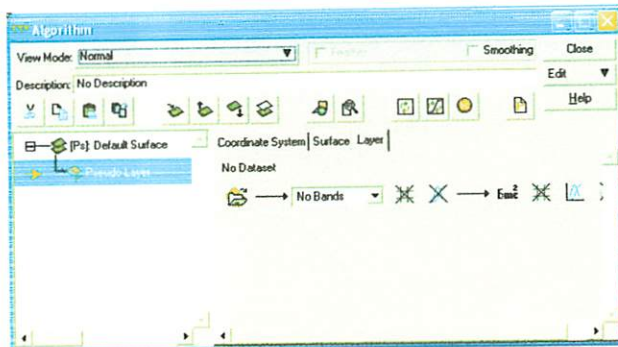 Algorithm
View Mode: Normal
Smoothing
Close
Description: No Description
Edit
Help
[Ps]: Default Surface
Pseudo Layer
Coordinate System Surface Layer
No Dataset
No Bands
Emc2